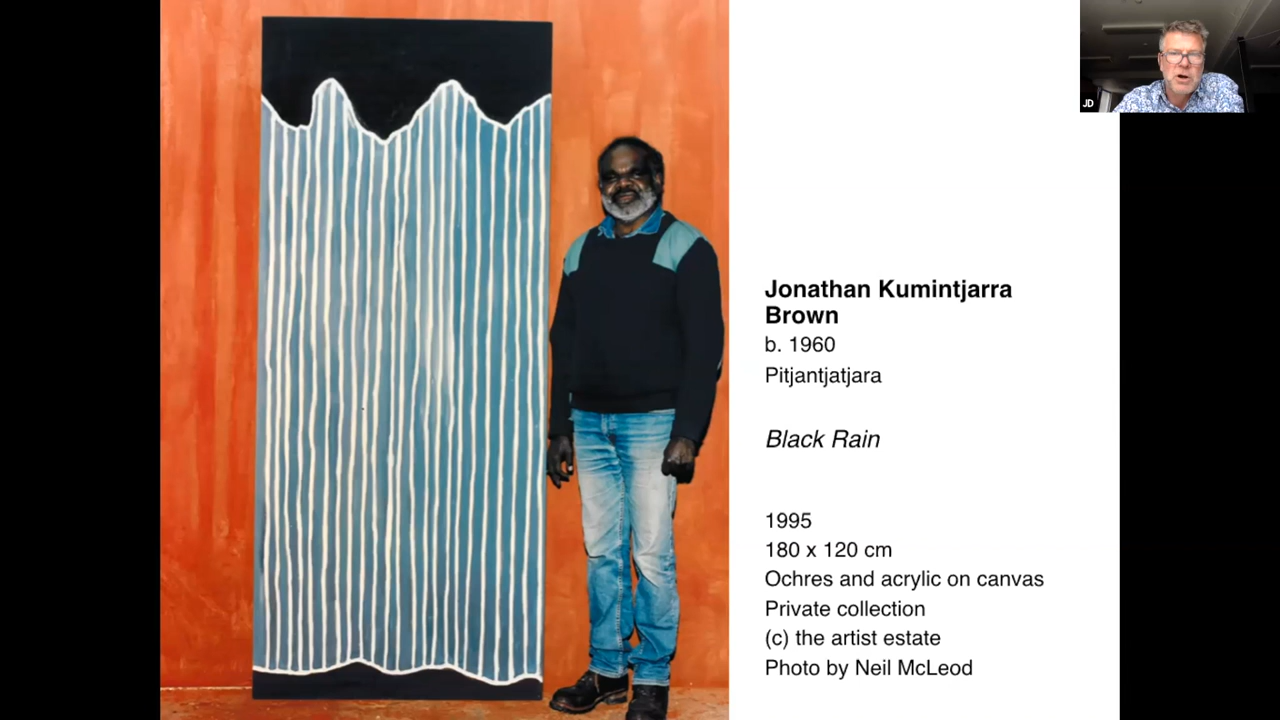 JD
Jonathan Kumintjarra
Brown
b. 1960
Pitjantjatjara
Black Rain
1995
180 x 120 cm
Ochres and acrylic on canvas
Private collection
(c) the artist estate
Photo by Neil McLeod